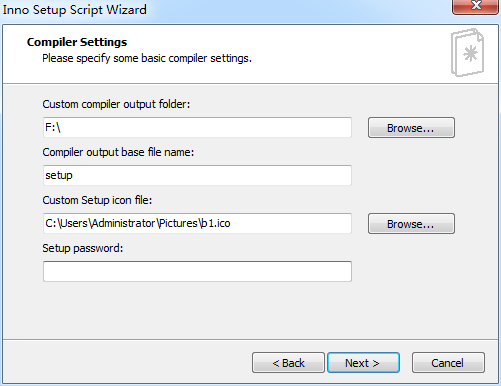 Inno Setup Script Wizard
Compiler Settings
Please specify some basic compiler settings.
Custom compiler output folder:
F:\
Browse...
Compiler output base file name:
setup
Custom Setup icon file:
C:\Users\Administrator\Pictures\b1.ico
Browse...
Setup password:
< Back
Next >
Cancel